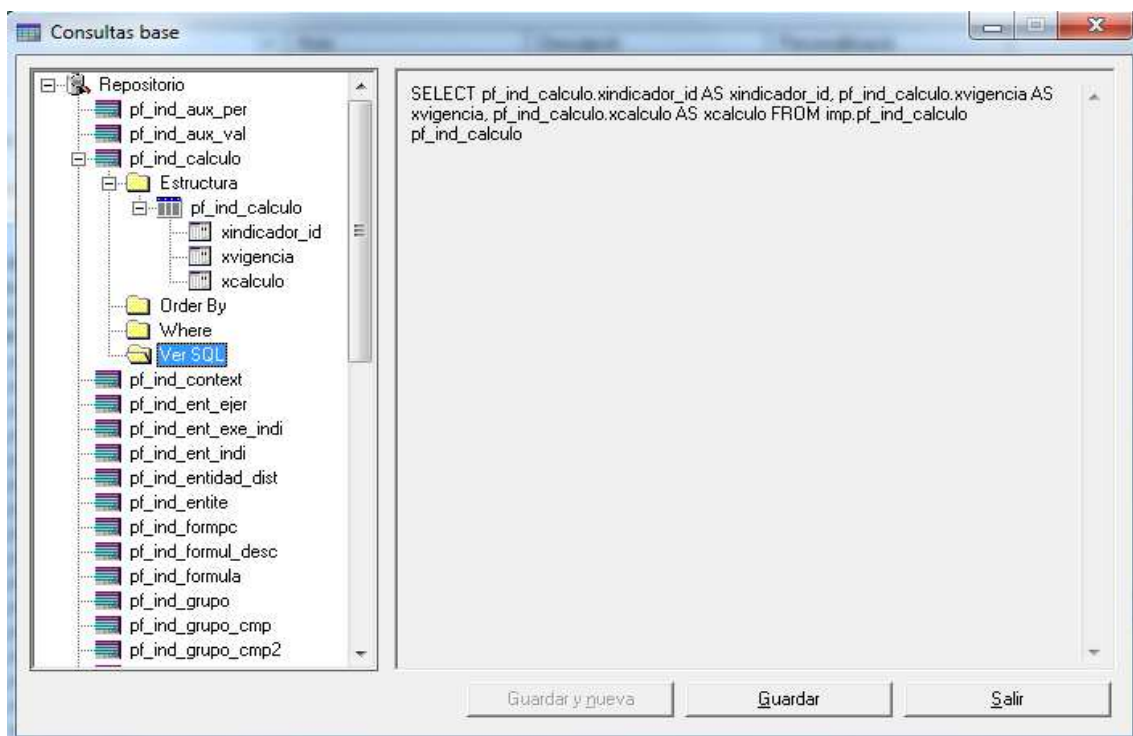 Consultas base
Repositorio
pf_ind_aux_per
pf_ind_aux_val
pf_ind_calculo
Estructura
pf_ind_calculo
xindicador_id
xvigencia
xcalculo
Order By
Where
Ver SQL
pf_ind_context
pf_ind_ent_ejer
pf_ind_ent_exe_indi
pf_ind_ent_indi
pf_ind_entidad_dist
pf_ind_entite
pf_ind_formpc
pf_ind_formul_desc
pf_ind_formula
pf_ind_grupo
pf_ind_grupo_cmp
pf_ind_grupo_cmp2
SELECT pf_ind_calculo.xindicador_id AS xindicador_id, pf_ind_calculo.xvigencia AS
xvigencia, pf_ind_calculo.xcalculo AS xcalculo FROM imp.pf_ind_calculo
pf_ind_calculo
Guardar y nueva
Guardar
Salir